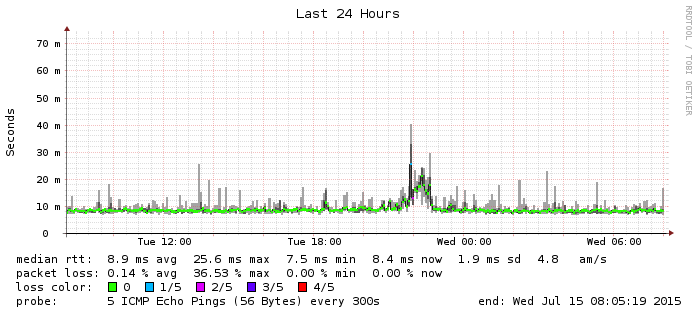 Last 24 Hours
RRDTOOL / TOBI OETIKER
Seconds
70 m
60 m
50 m
40 m
30 m
20 m
10 m
0
Tue 12:00 Tue 18:00 Wed 00:00 Wed 06:00
median rtt: 8.9 ms avg 25.6 ms max 7.5 ms min 8.4 ms now 1.9 ms sd 4.8 am/s
packet loss: 0.14 % avg 36.53 % max 0.00 % min 0.00 % now
loss color: 0 1/5 2/5 3/5 4/5
probe: 5 ICMP Echo Pings (56 Bytes) every 300s end: Wed Jul 15 08:05:19 2015